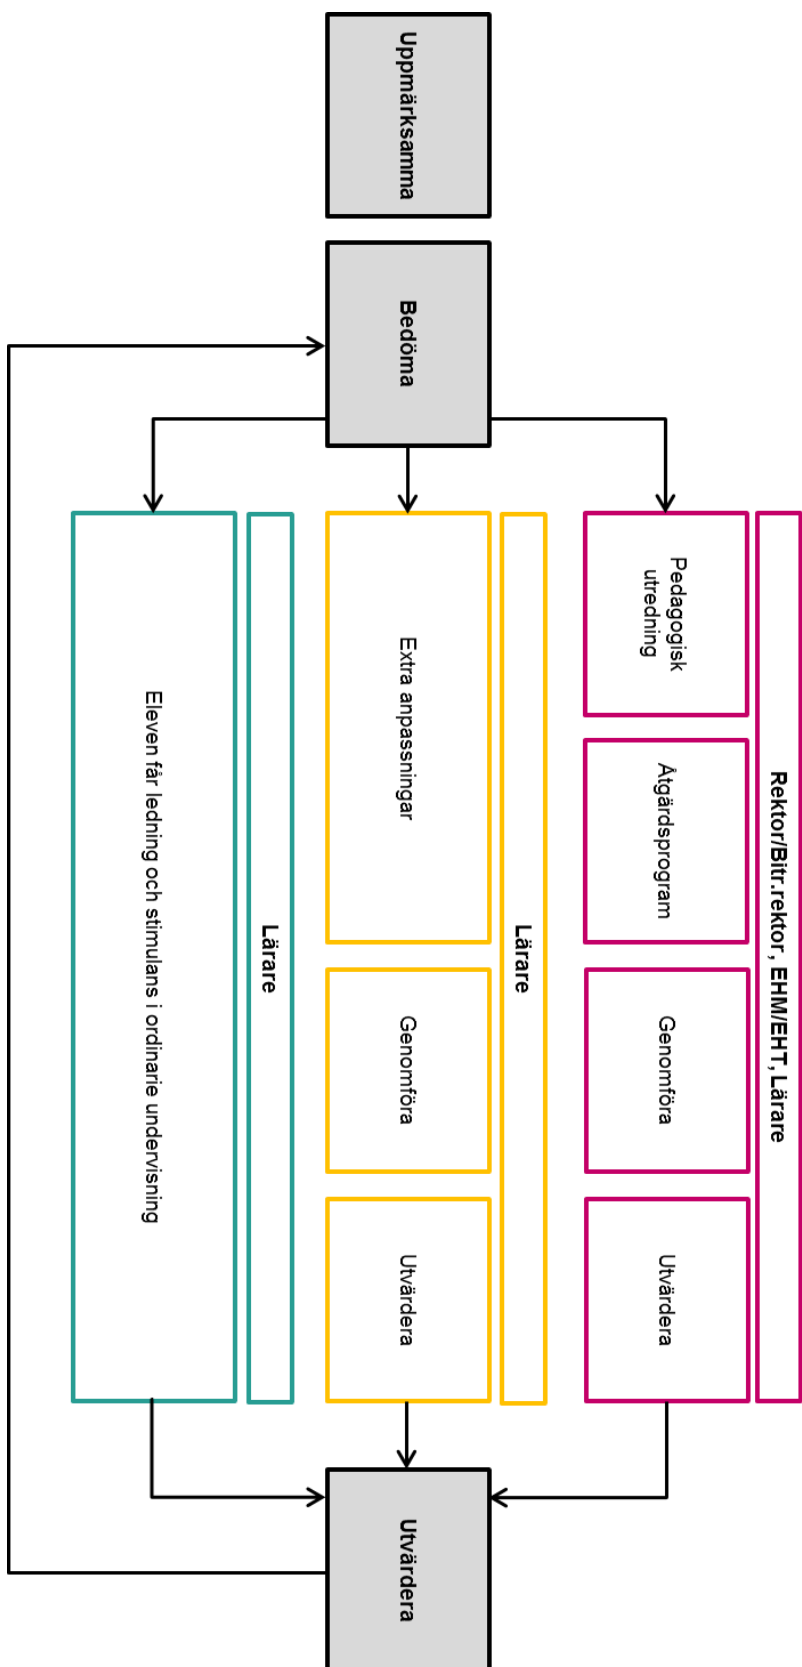 Uppmärksamma
Bedöma
Rektor/Bitr.rektor, EHM/EHT, Lärare
Pedagogisk
utredning
Åtgärdsprogram
Genomföra
Utvärdera
Lärare
Extra anpassningar
Genomföra
Utvärdera
Lärare
Eleven får ledning och stimulans i ordinarie undervisning
Utvärdera